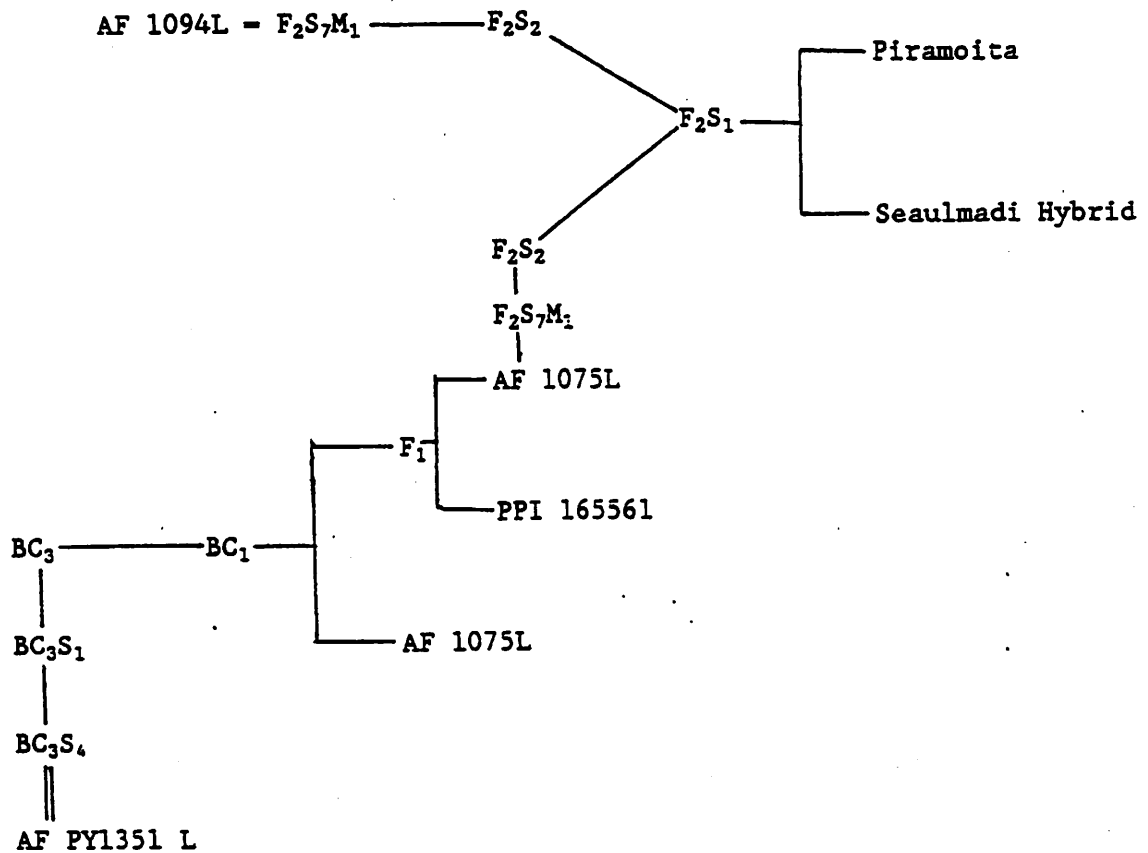 AF 1094L = F₂S₇M₁ F₂S₂
Piramoita
F₂S₁
Seaulmadi Hybrid
F₂S₂
F₂S₇M₁
AF 1075L
F₁
PPI 165561
BC₃ BC₁
AF 1075L
BC₃S₁
BC₃S₄
AF PY1351 L